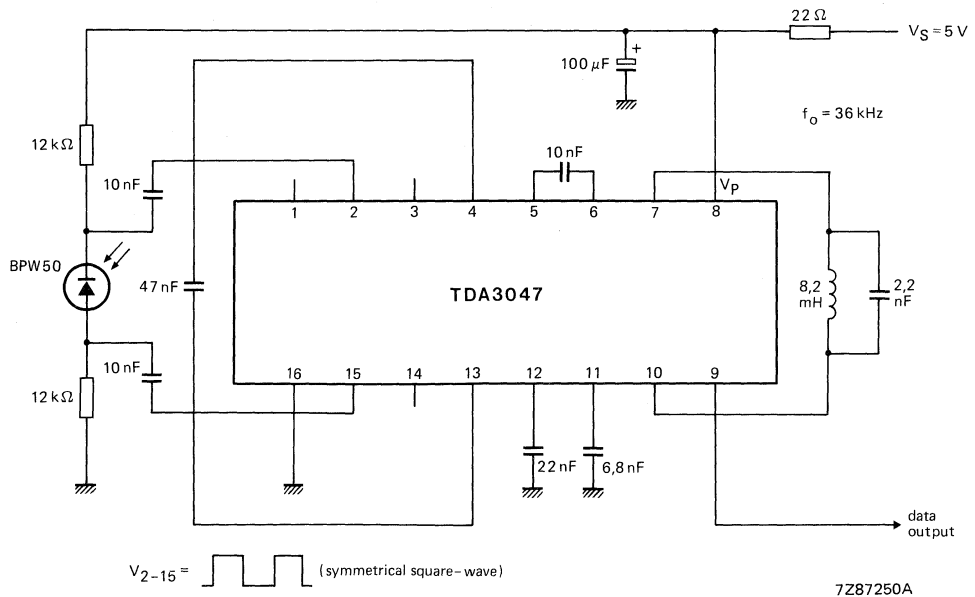 22 Ω
V_S = 5 V
+
100 μF
f_o = 36 kHz
12 kΩ
10 nF
10 nF
V_P
1 2 3 4 5 6 7 8
BPW50
47 nF
TDA3047
8,2 mH
2,2 nF
10 nF
16 15 14 13 12 11 10 9
12 kΩ
22 nF
6,8 nF
data
output
V_2–15 = (symmetrical square-wave)
7Z87250A